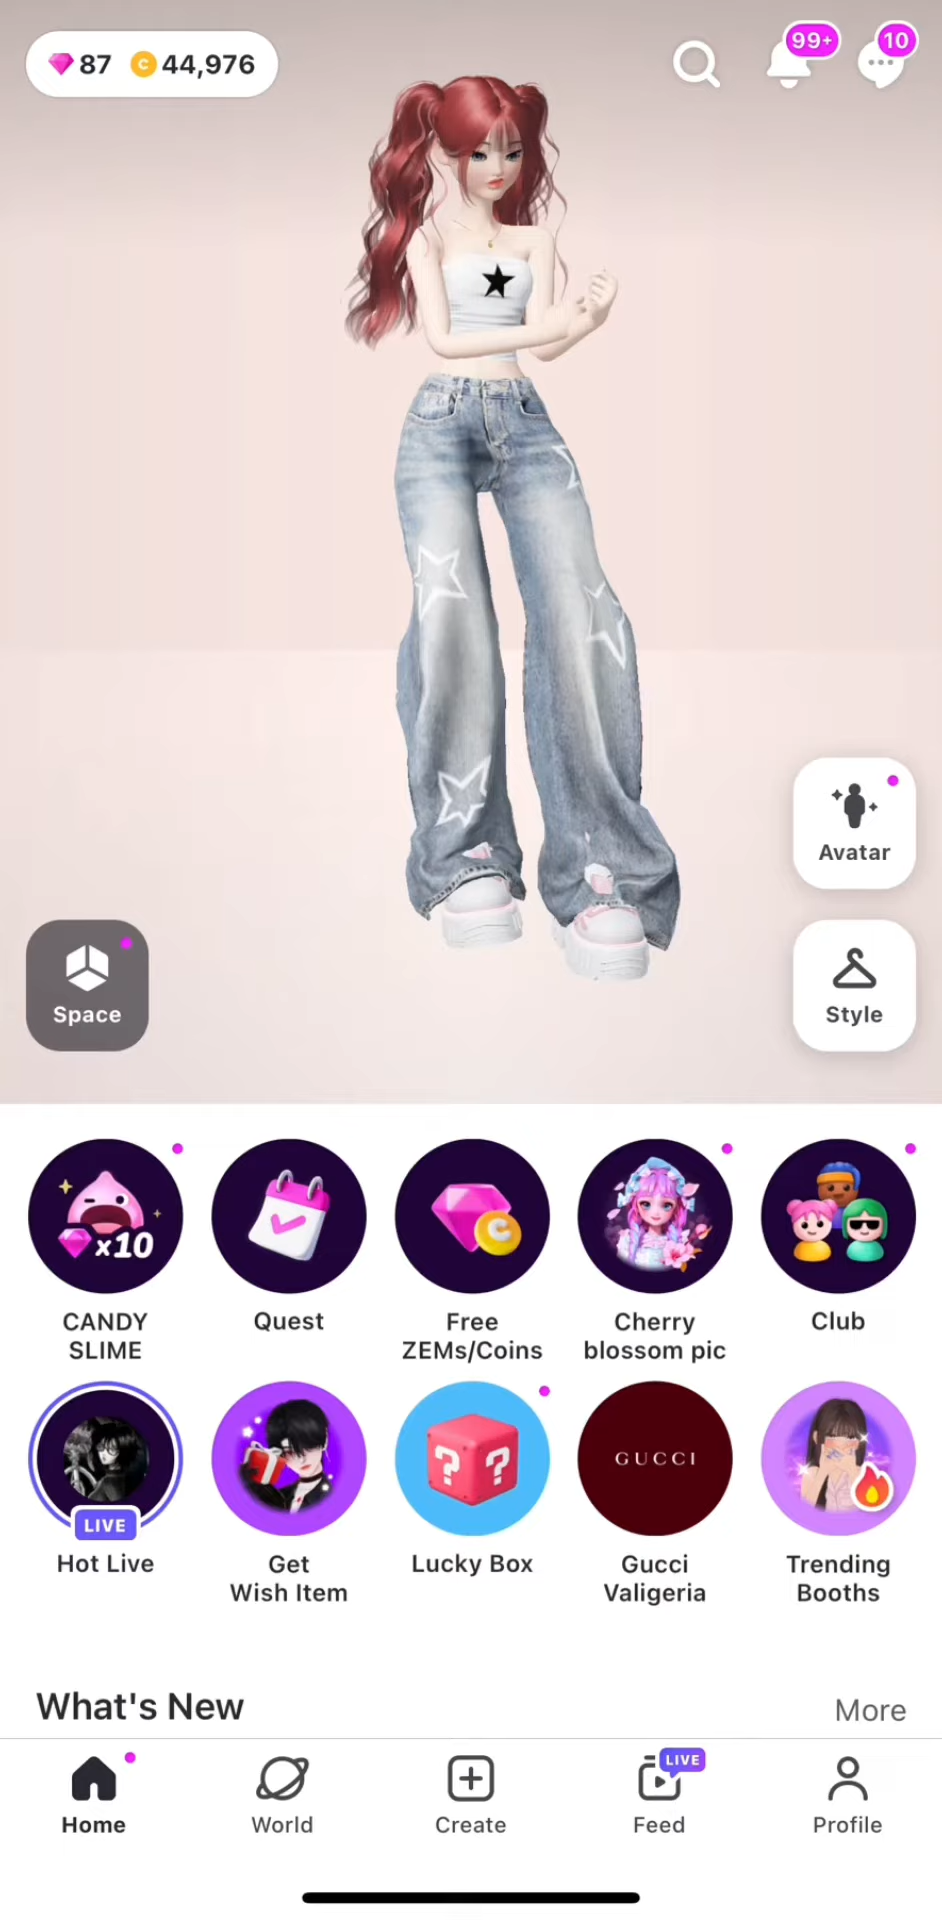 87 C 44,976
99+
10
Avatar
Space
Style
x10
C
CANDY
SLIME
Quest
Free
ZEMs/Coins
Cherry
blossom pic
Club
LIVE
? ?
GUCCI
Hot Live
Get
Wish Item
Lucky Box
Gucci
Valigeria
Trending
Booths
What's New
More
LIVE
Home
World
Create
Feed
Profile